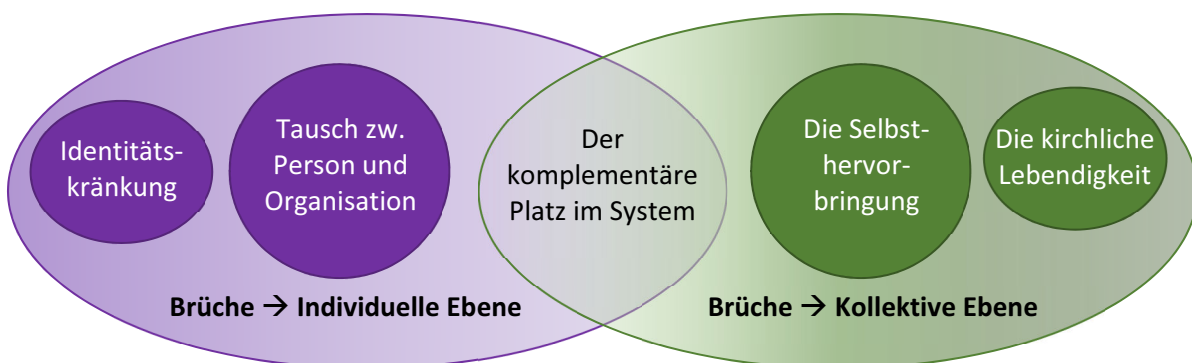 Identitäts-
kränkung
Tausch zw.
Person und
Organisation
Der
komplementäre
Platz im System
Die Selbst-
hervor-
bringung
Die kirchliche
Lebendigkeit
Brüche → Individuelle Ebene
Brüche → Kollektive Ebene